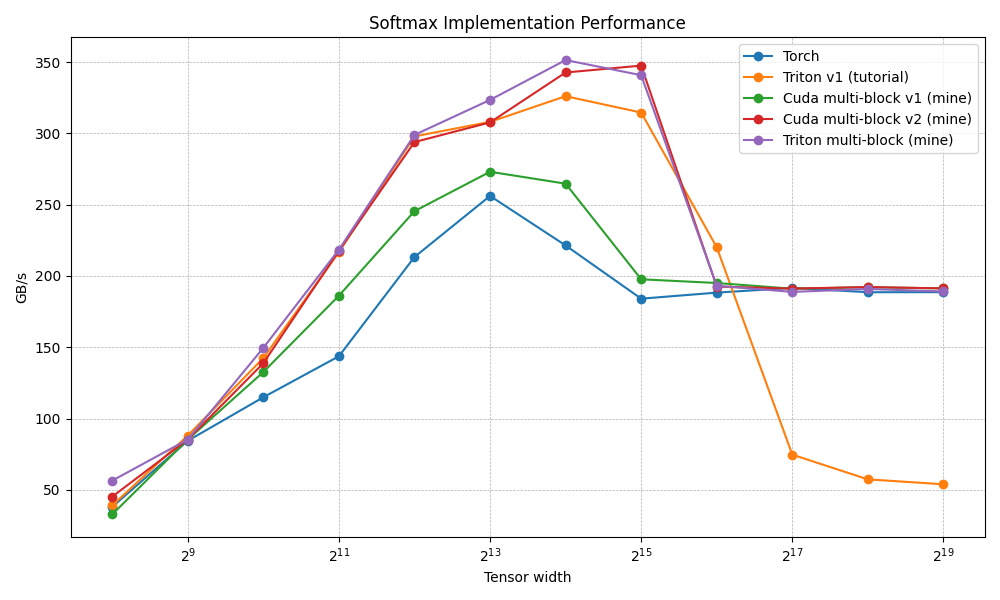 Softmax Implementation Performance
GB/s
350
300
250
200
150
100
50
Torch
Triton v1 (tutorial)
Cuda multi-block v1 (mine)
Cuda multi-block v2 (mine)
Triton multi-block (mine)
2^9 2^11 2^13 2^15 2^17 2^19
Tensor width